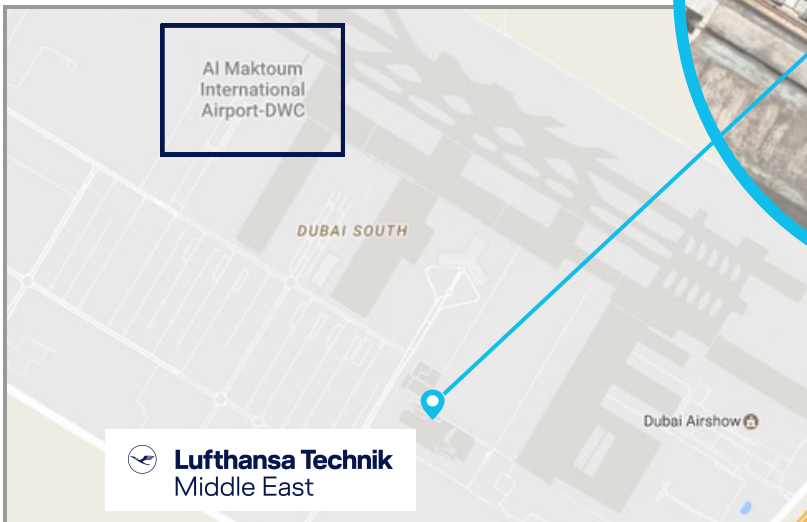 Al Maktoum
International
Airport-DWC
DUBAI SOUTH
Dubai Airshow
Lufthansa Technik
Middle East